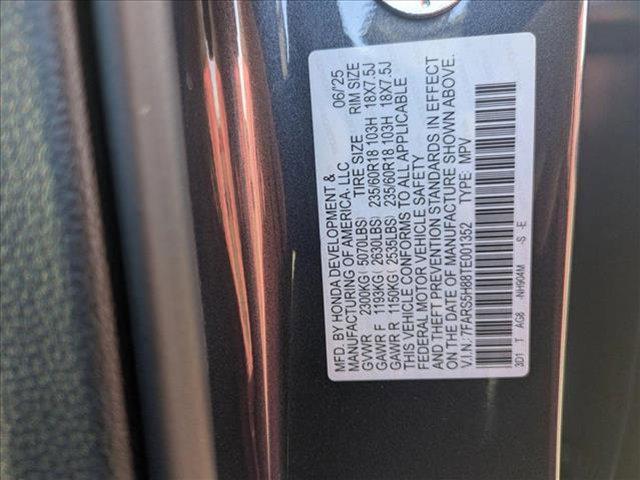 MFD. BY HONDA DEVELOPMENT & 06/'25
MANUFACTURING OF AMERICA, LLC
TIRE SIZE RIM SIZE
GVWR 2300KG ( 5070LBS) 235/60R18 103H 18X7.5J
GAWR F 1193KG ( 2630LBS) 235/60R18 103H 18X7.5J
GAWR R 1150KG ( 2535LBS)
THIS VEHICLE CONFORMS TO ALL APPLICABLE
FEDERAL MOTOR VEHICLE SAFETY
AND THEFT PREVENTION STANDARDS IN EFFECT
ON THE DATE OF MANUFACTURE SHOWN ABOVE.
V.I.N.: 7FARS5H88TE001352 TYPE: MPV
3D1 T AG8 -NH904M -S -E